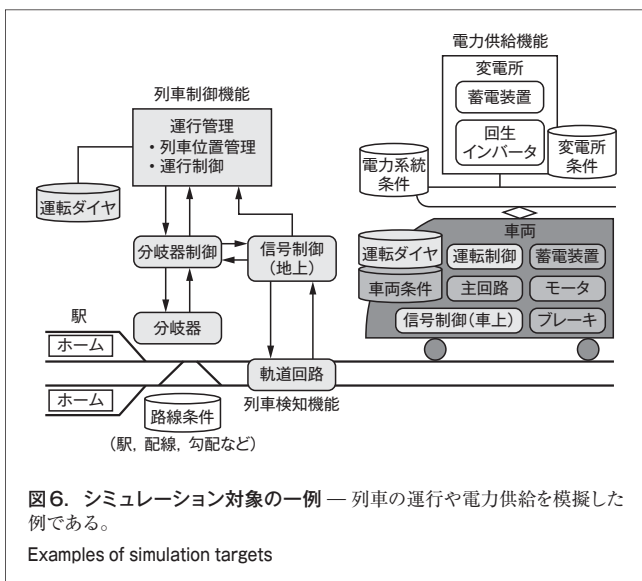 電力供給機能
変電所
蓄電装置
回生
インバータ
変電所
条件
電力系統
条件
列車制御機能
運行管理
・列車位置管理
・運行制御
運転ダイヤ
分岐器制御
信号制御
(地上)
分岐器
車両
運転ダイヤ
運転制御
蓄電装置
車両条件
主回路
モータ
信号制御(車上)
ブレーキ
駅
ホーム
ホーム
軌道回路
列車検知機能
路線条件
(駅, 配線, 勾配など)
図6. シミュレーション対象の一例 — 列車の運行や電力供給を模擬した
例である。
Examples of simulation targets